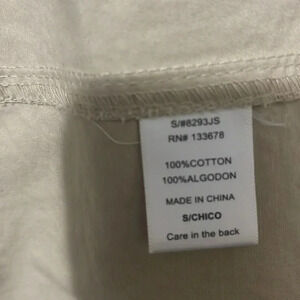 S/#8293JS
RN# 133678
100%COTTON
100%ALGODON
MADE IN CHINA
S/CHICO
Care in the back